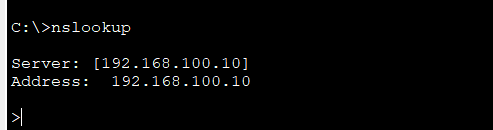 C:\>nslookup
Server: [192.168.100.10]
Address:  192.168.100.10
>